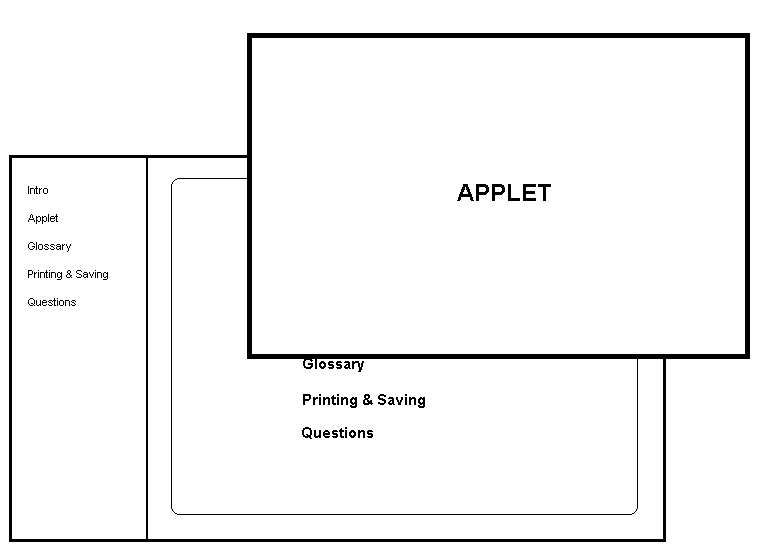 APPLET
Intro
Applet
Glossary
Printing & Saving
Questions
Glossary
Printing & Saving
Questions